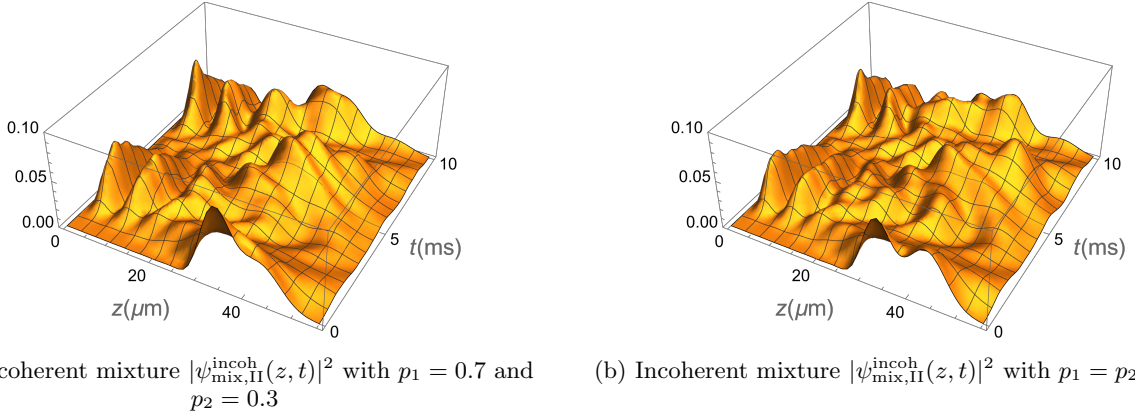 0.10
0.05
0.00
0
20
40
z(μm)
0
5
10
t(ms)
0.10
0.05
0.00
0
20
40
z(μm)
0
5
10
t(ms)
coherent mixture |ψ^incoh_mix,II(z, t)|² with p₁ = 0.7 and
p₂ = 0.3
(b) Incoherent mixture |ψ^incoh_mix,II(z, t)|² with p₁ = p₂